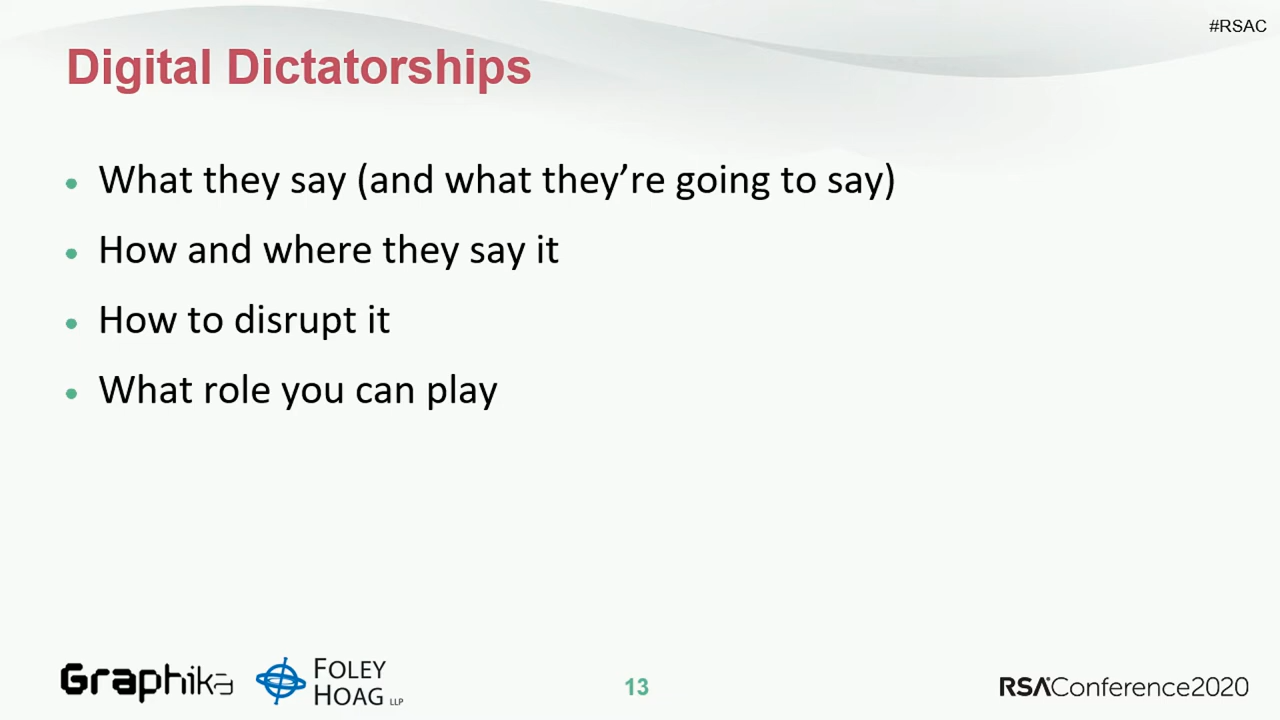 #RSAC
Digital Dictatorships
• What they say (and what they’re going to say)
• How and where they say it
• How to disrupt it
• What role you can play
Graphika
FOLEY
HOAG LLP
13
RSAConference2020